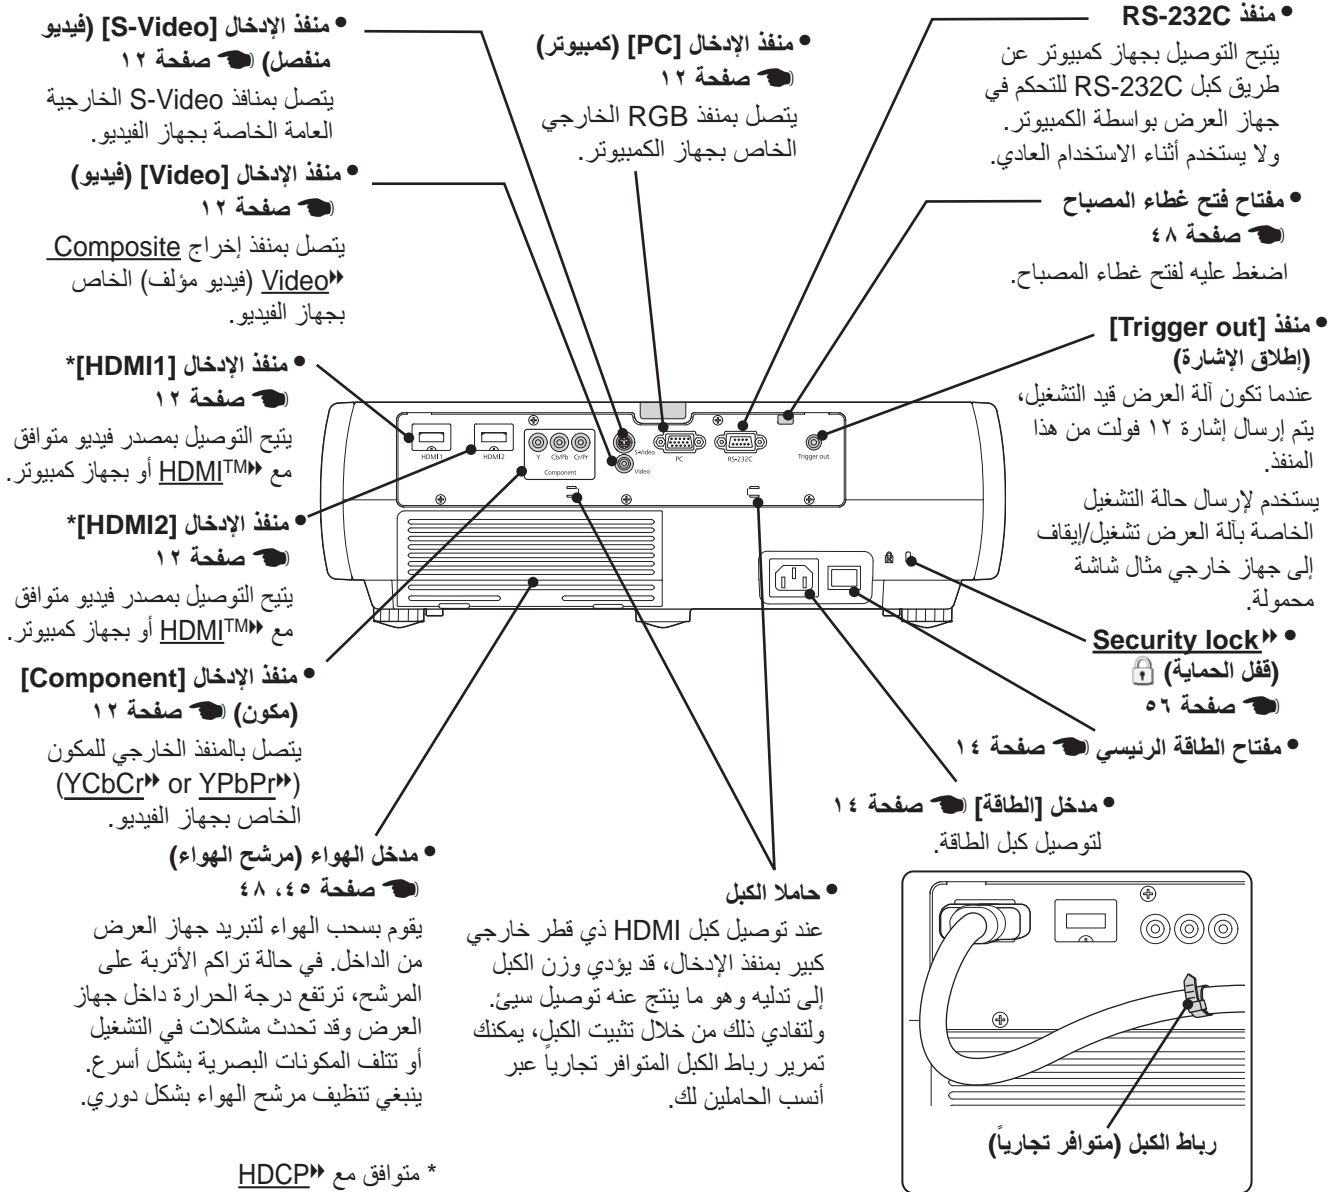 ● منفذ RS-232C
يتيح التوصيل بجهاز كمبيوتر عن
طريق كبل RS-232C للتحكم في
جهاز العرض بواسطة الكمبيوتر.
ولا يستخدم أثناء الاستخدام العادي.
● مفتاح فتح غطاء المصباح
☞ صفحة ٤٨
اضغط عليه لفتح غطاء المصباح.
● منفذ [Trigger out]
(إطلاق الإشارة)
عندما تكون آلة العرض قيد التشغيل،
يتم إرسال إشارة ١٢ فولت من هذا
المنفذ.
يستخدم لإرسال حالة التشغيل
الخاصة بآلة العرض تشغيل/إيقاف
إلى جهاز خارجي مثل شاشة
محمولة.
● Security lock
(قفل الحماية)
☞ صفحة ٥٦
● مفتاح الطاقة الرئيسي ☞ صفحة ١٤
● مدخل [الطاقة] ☞ صفحة ١٤
لتوصيل كبل الطاقة.
رباط الكبل (متوافر تجارياً)
● منفذ الإدخال [PC] (كمبيوتر)
☞ صفحة ١٢
يتصل بمنفذ RGB الخارجي
الخاص بجهاز الكمبيوتر.
● حاملا الكبل
عند توصيل كبل HDMI ذي قطر خارجي
كبير بمنفذ الإدخال، قد يؤدي وزن الكبل
إلى تدليه وهو ما ينتج عنه توصيل سيئ.
ولتفادي ذلك من خلال تثبيت الكبل، يمكنك
تمرير رباط الكبل المتوافر تجارياً عبر
أنسب الحاملين لك.
● منفذ الإدخال [S-Video] (فيديو
منفصل) ☞ صفحة ١٢
يتصل بمنافذ S-Video الخارجية
العامة الخاصة بجهاز الفيديو.
● منفذ الإدخال [Video] (فيديو)
☞ صفحة ١٢
يتصل بمنفذ إخراج Composite
Video (فيديو مؤلف) الخاص
بجهاز الفيديو.
● منفذ الإدخال [HDMI1]*
☞ صفحة ١٢
يتيح التوصيل بمصدر فيديو متوافق
مع HDMI™ أو بجهاز كمبيوتر.
● منفذ الإدخال [HDMI2]*
☞ صفحة ١٢
يتيح التوصيل بمصدر فيديو متوافق
مع HDMI™ أو بجهاز كمبيوتر.
● منفذ الإدخال [Component]
(مكون) ☞ صفحة ١٢
يتصل بالمنفذ الخارجي للمكون
(YCbCr or YPbPr)
الخاص بجهاز الفيديو.
● مدخل الهواء (مرشح الهواء)
☞ صفحة ٤٥، ٤٨
يقوم بسحب الهواء لتبريد جهاز العرض
من الداخل. في حالة تراكم الأتربة على
المرشح، ترتفع درجة الحرارة داخل جهاز
العرض وقد تحدث مشكلات في التشغيل
أو تتلف المكونات البصرية بشكل أسرع.
ينبغي تنظيف مرشح الهواء بشكل دوري.
* متوافق مع HDCP
HDMI1
HDMI2
Y Cb/Pb Cr/Pr
Component
S-Video
Video
PC
RS-232C
Trigger out